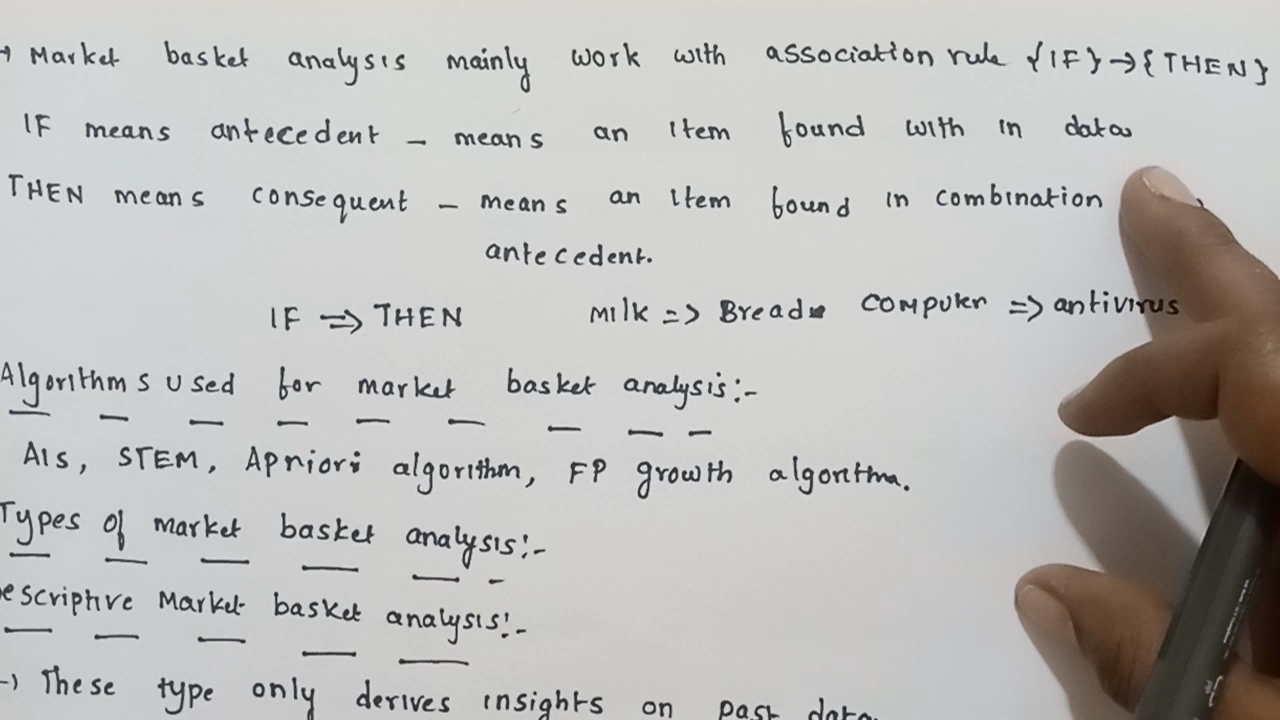 → Market basket analysis mainly work with association rule {IF}→{THEN}
IF means antecedent - means an item found with in data
THEN means consequent - means an item found in combination
antecedent.
IF => THEN Milk => Bread Computer => antivirus
Algorithms used for market basket analysis:-
AIS, STEM, Apriori algorithm, FP growth algorithm.
Types of market basket analysis:-
escriptive Market basket analysis:-
-) These type only derives insights on past data